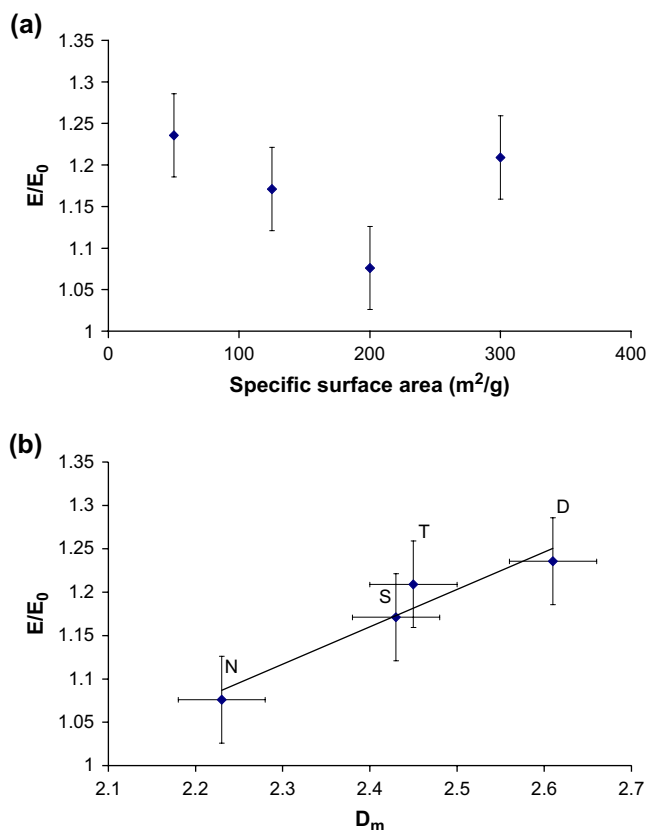 (a)
1.35
1.3
1.25
1.2
1.15
1.1
1.05
1
E/E₀
0 100 200 300 400
Specific surface area (m²/g)
(b)
1.35
1.3
1.25
1.2
1.15
1.1
1.05
1
E/E₀
D
T
S
N
2.1 2.2 2.3 2.4 2.5 2.6 2.7
Dₘ